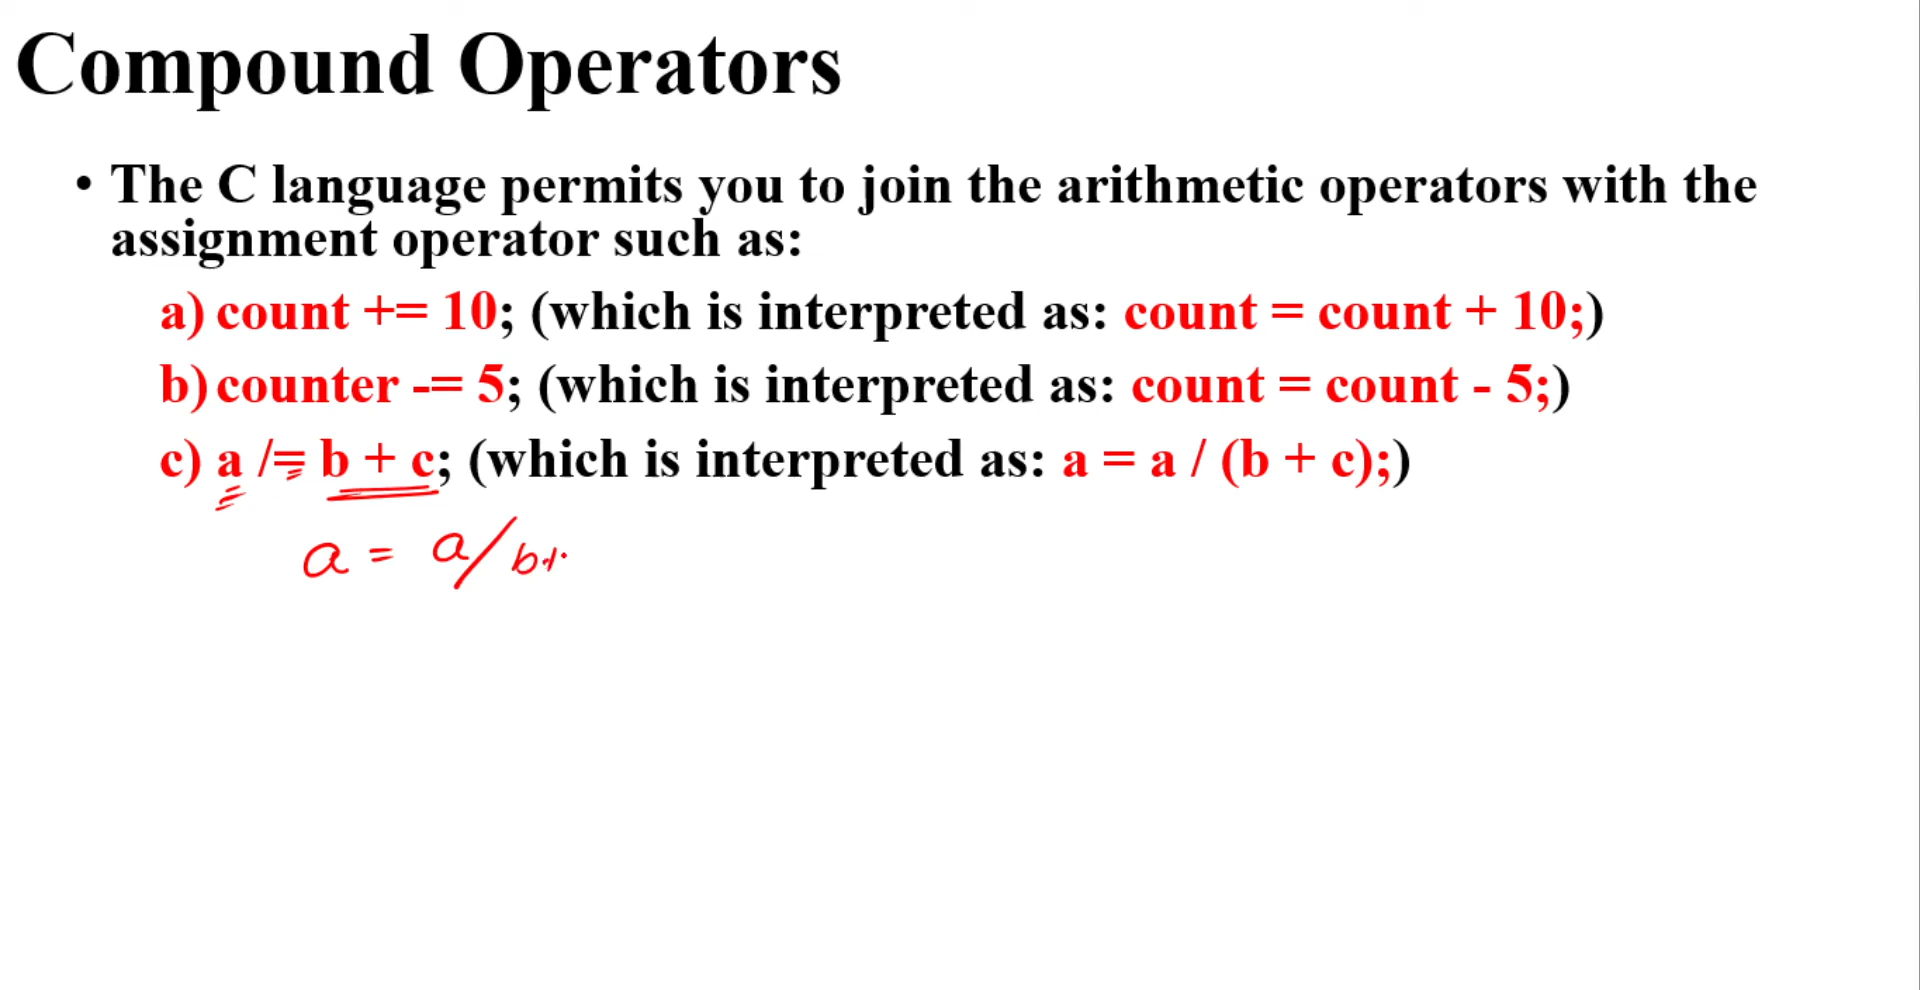 Compound Operators
• The C language permits you to join the arithmetic operators with the
assignment operator such as:
a) count += 10; (which is interpreted as: count = count + 10;)
b) counter -= 5; (which is interpreted as: count = count - 5;)
c) a /= b + c; (which is interpreted as: a = a / (b + c);)
a = a/b+